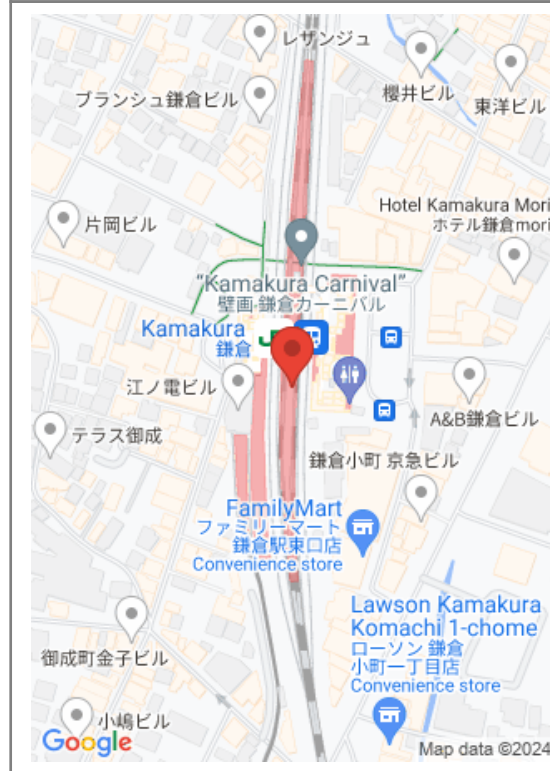 レザンジュ
ブランシュ鎌倉ビル
櫻井ビル
東洋ビル
片岡ビル
Hotel Kamakura Mori
ホテル鎌倉mori
“Kamakura Carnival”
壁画 鎌倉カーニバル
Kamakura
鎌倉
江ノ電ビル
テラス御成
A&B鎌倉ビル
鎌倉小町 京急ビル
FamilyMart
ファミリーマート
鎌倉駅東口店
Convenience store
Lawson Kamakura
Komachi 1-chome
ローソン 鎌倉
小町一丁目店
Convenience store
御成町金子ビル
小嶋ビル
Google
Map data ©2024